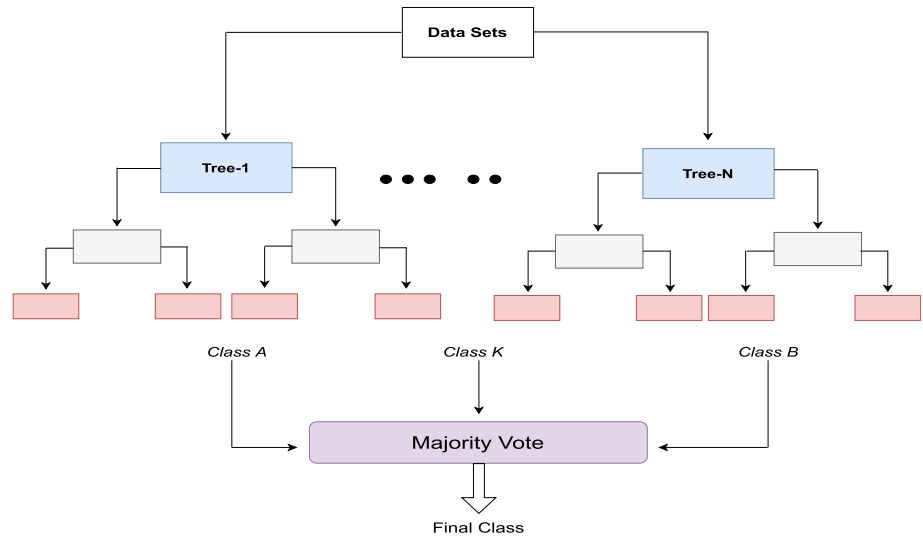 Data Sets
Tree-1
Tree-N
Class A
Class K
Class B
Majority Vote
Final Class